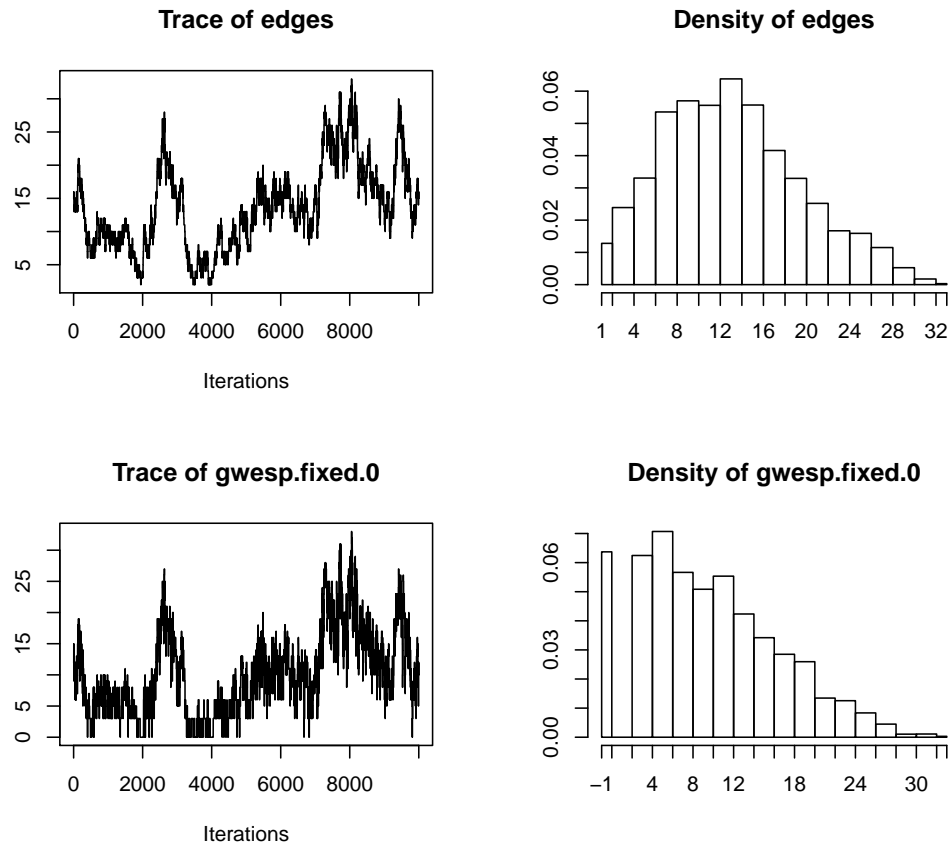 Trace of edges
25
15
5
0 2000 4000 6000 8000
Iterations
Density of edges
0.06
0.04
0.02
0.00
1 4 8 12 16 20 24 28 32
Trace of gwesp.fixed.0
25
15
5
0
0 2000 4000 6000 8000
Iterations
Density of gwesp.fixed.0
0.06
0.03
0.00
−1 4 8 12 18 24 30